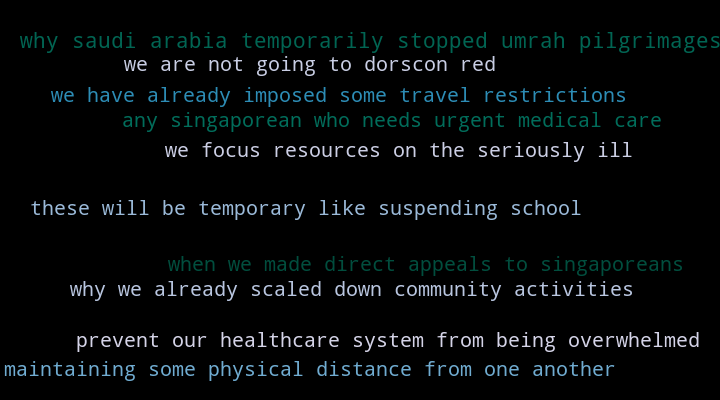 why saudi arabia temporarily stopped umrah pilgrimages
we are not going to dorscon red
we have already imposed some travel restrictions
any singaporean who needs urgent medical care
we focus resources on the seriously ill
these will be temporary like suspending school
when we made direct appeals to singaporeans
why we already scaled down community activities
prevent our healthcare system from being overwhelmed
maintaining some physical distance from one another